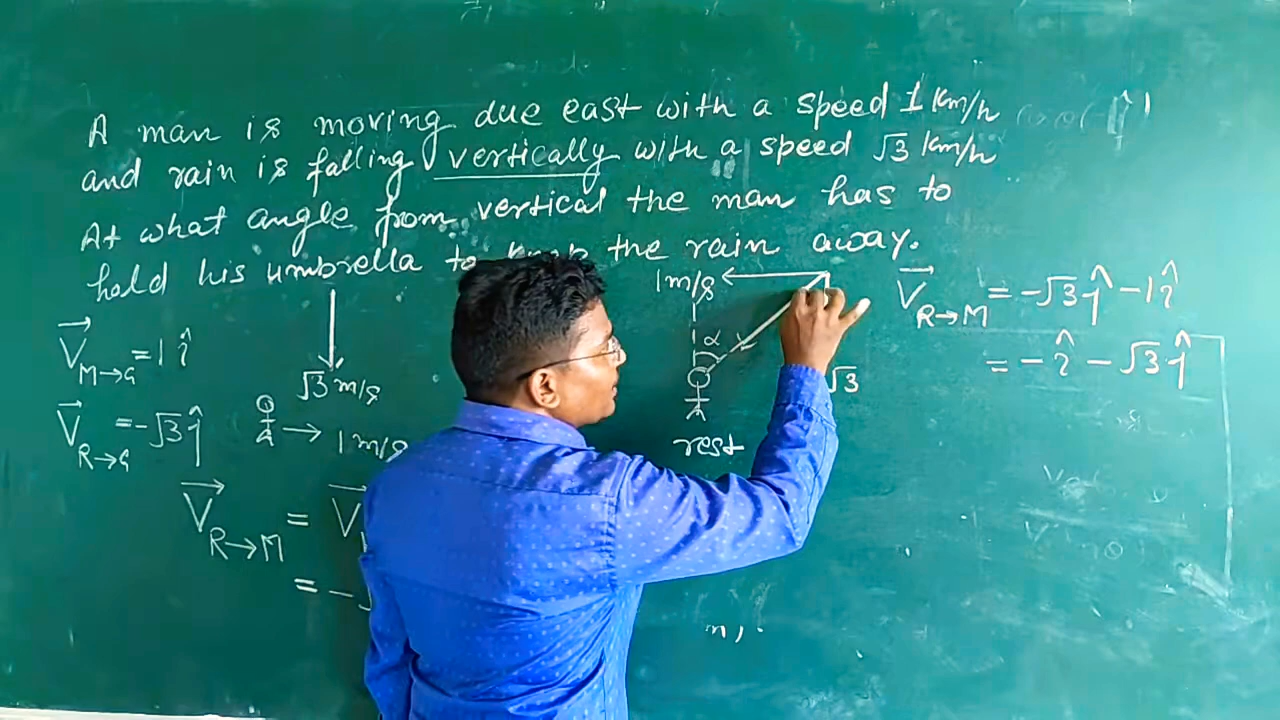 A man is moving due east with a speed 1 km/h
and rain is falling vertically with a speed √3 km/h
At what angle from vertical the man has to
hold his umbrella to keep the rain away.
V⃗ M→G = 1 î
V⃗ R→G = -√3 ĵ
√3 m/s
1 m/s
V⃗ R→M = V⃗
= -
1m/s
α
√3
rest
V⃗ R→M = -√3 ĵ - 1 î
= - î - √3 ĵ